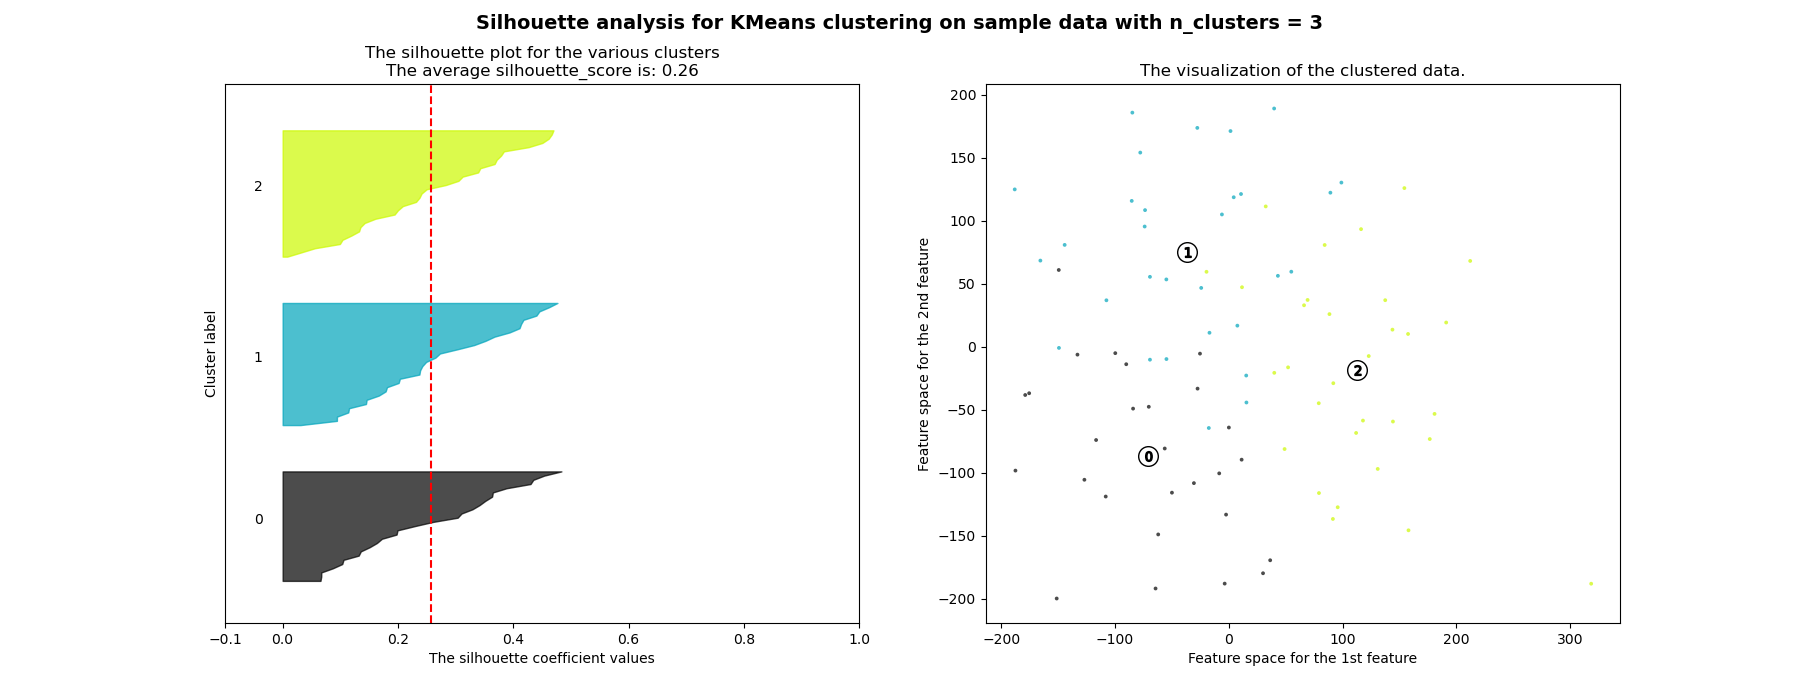 Silhouette analysis for KMeans clustering on sample data with n_clusters = 3
The silhouette plot for the various clusters
The average silhouette_score is: 0.26
2
1
0
Cluster label
−0.1 0.0 0.2 0.4 0.6 0.8 1.0
The silhouette coefficient values
The visualization of the clustered data.
200
150
100
50
0
−50
−100
−150
−200
Feature space for the 2nd feature
1
2
0
−200 −100 0 100 200 300
Feature space for the 1st feature